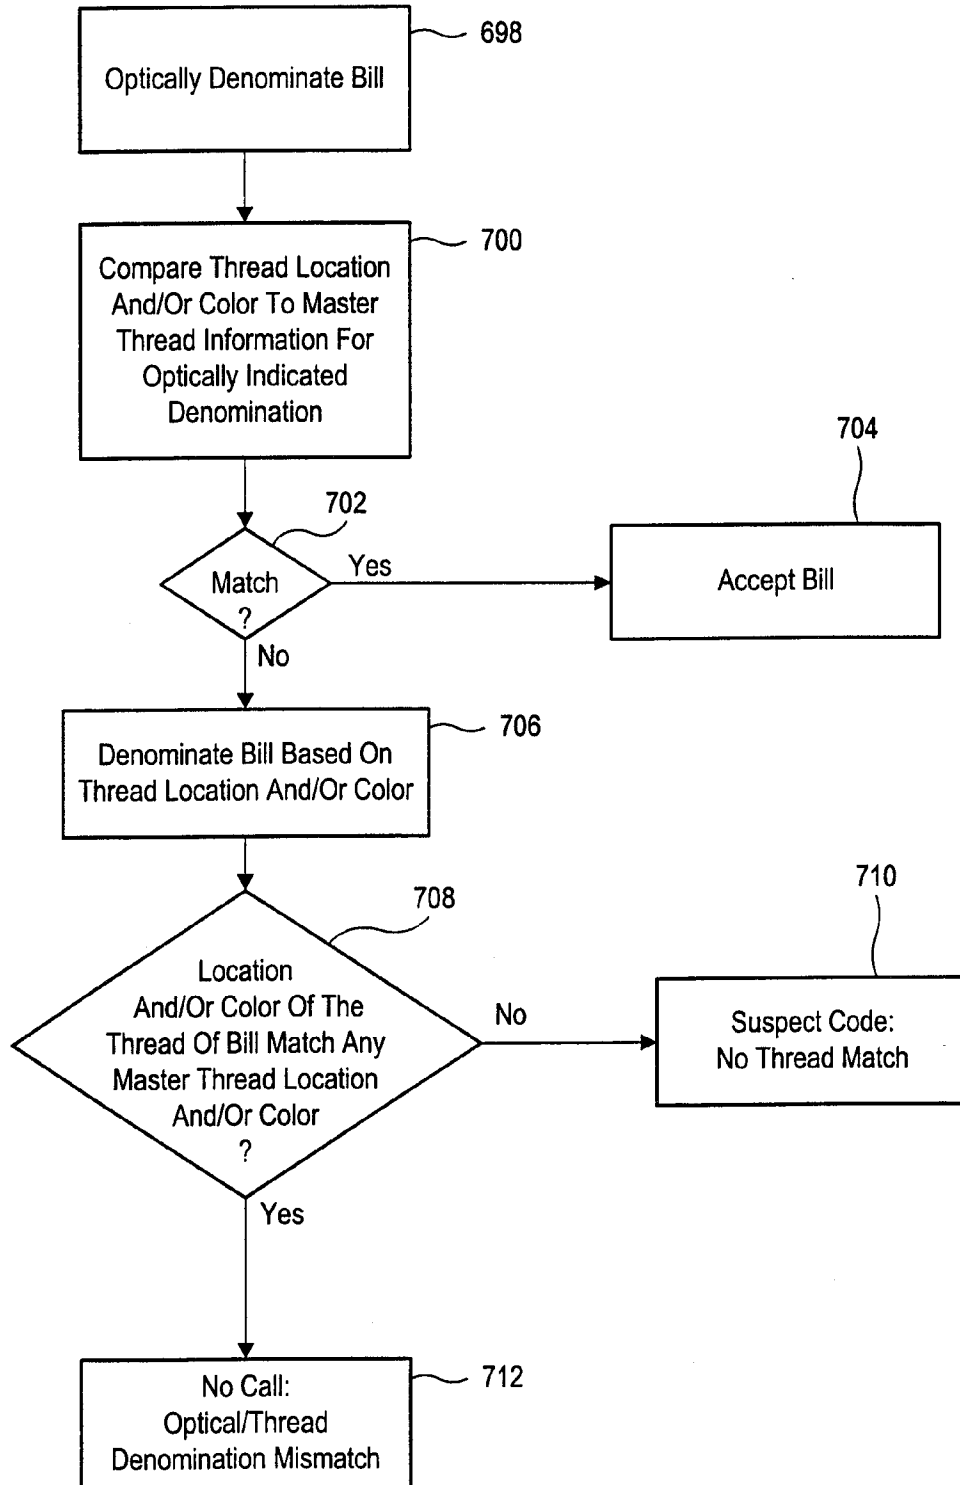 698
Optically Denominate Bill
700
Compare Thread Location
And/Or Color To Master
Thread Information For
Optically Indicated
Denomination
704
702
Match
?
Yes
Accept Bill
No
706
Denominate Bill Based On
Thread Location And/Or Color
710
708
Location
And/Or Color Of The
Thread Of Bill Match Any
Master Thread Location
And/Or Color
?
No
Suspect Code:
No Thread Match
Yes
712
No Call:
Optical/Thread
Denomination Mismatch